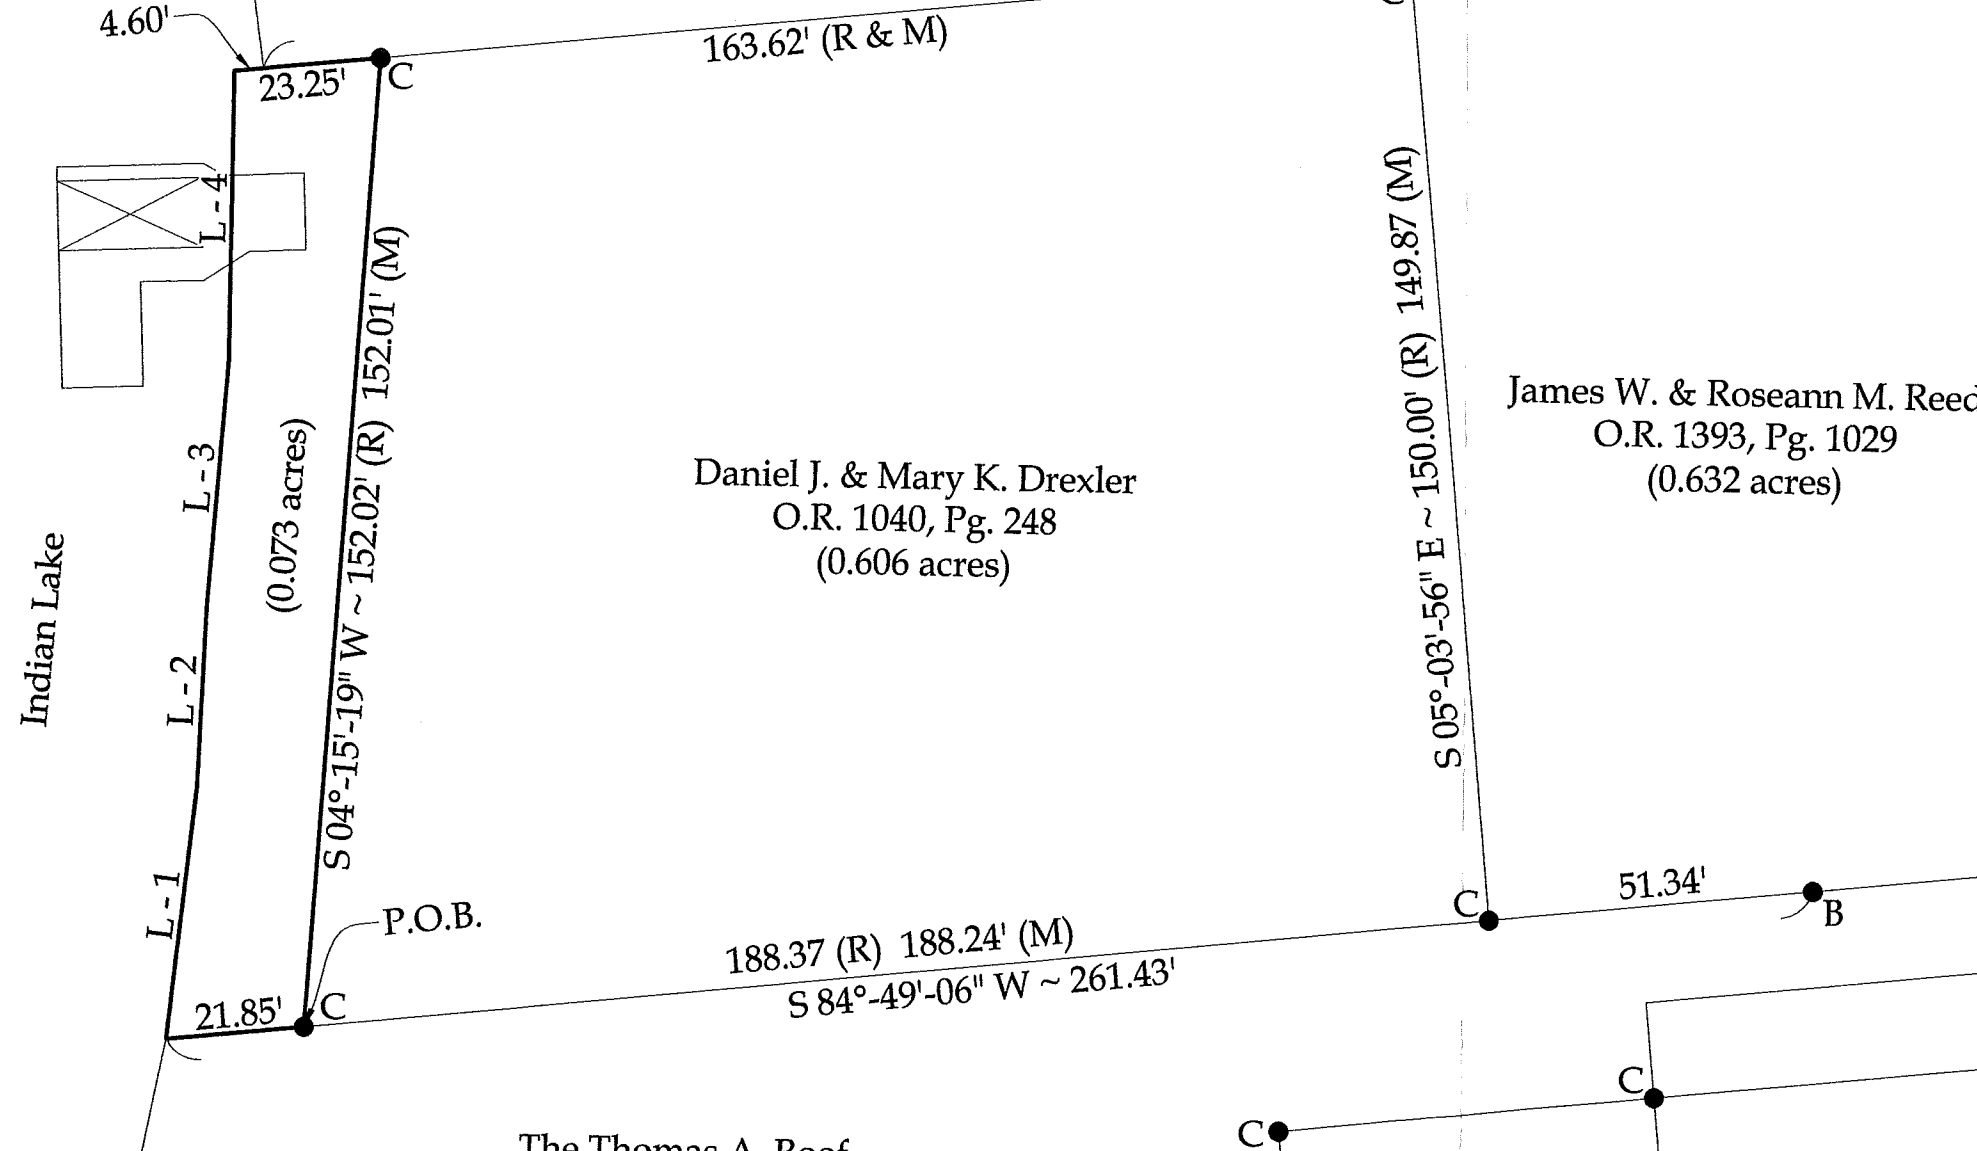 4.60'
163.62' (R & M)
23.25'
C
L - 4
S 05°-03'-56" E ~ 150.00' (R) 149.87 (M)
S 04°-15'-19" W ~ 152.02' (R) 152.01' (M)
James W. & Roseann M. Reed
O.R. 1393, Pg. 1029
(0.632 acres)
L - 3
(0.073 acres)
Daniel J. & Mary K. Drexler
O.R. 1040, Pg. 248
(0.606 acres)
Indian Lake
L - 2
L - 1
P.O.B.
51.34'
C
B
188.37 (R) 188.24' (M)
S 84°-49'-06" W ~ 261.43'
21.85'
C
C
C
The Thomas A. Roof